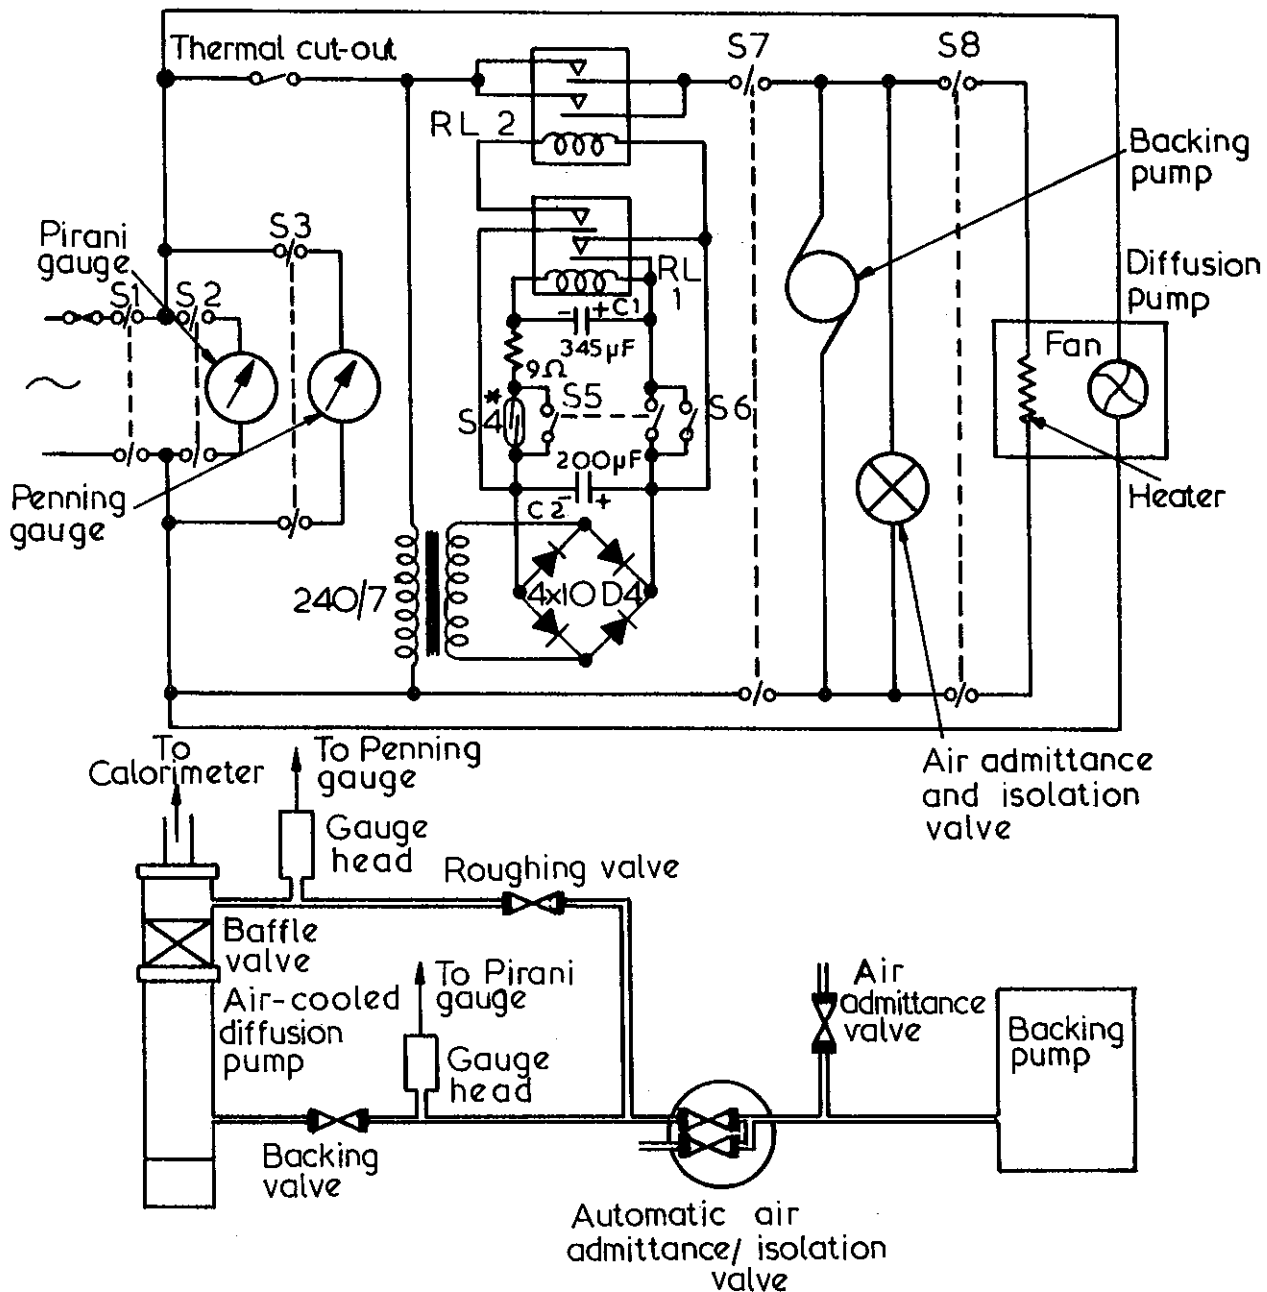 Thermal cut-out
S7
S8
RL 2
Backing
pump
S3
Pirani
gauge
S1
S2
RL
1
Diffusion
pump
- + C1
345µF
Fan
9Ω
*
S4
S5
S6
200µF
C2 - +
Penning
gauge
Heater
240/7
4x10 D4
Air admittance
and isolation
valve
To
Calorimeter
To Penning
gauge
Gauge
head
Roughing valve
Baffle
valve
To Pirani
gauge
Air
admittance
valve
Air-cooled
diffusion
pump
Gauge
head
Backing
pump
Backing
valve
Automatic air
admittance/ isolation
valve